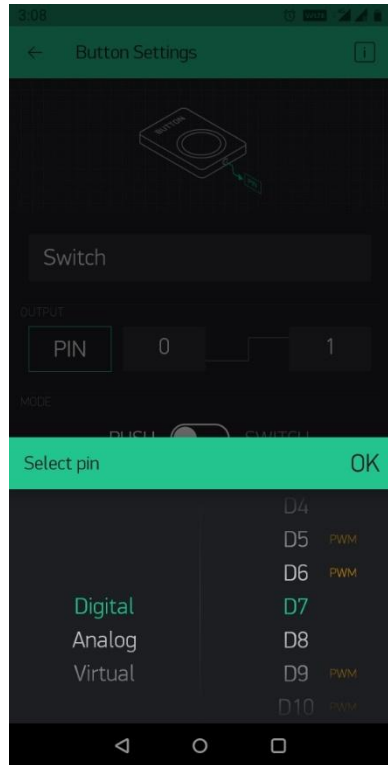 3:08
Button Settings
BUTTON
PIN
Switch
OUTPUT
PIN 0 1
MODE
PUSH SWITCH
Select pin OK
D4
D5 PWM
D6 PWM
Digital D7
Analog D8
Virtual D9 PWM
D10 PWM